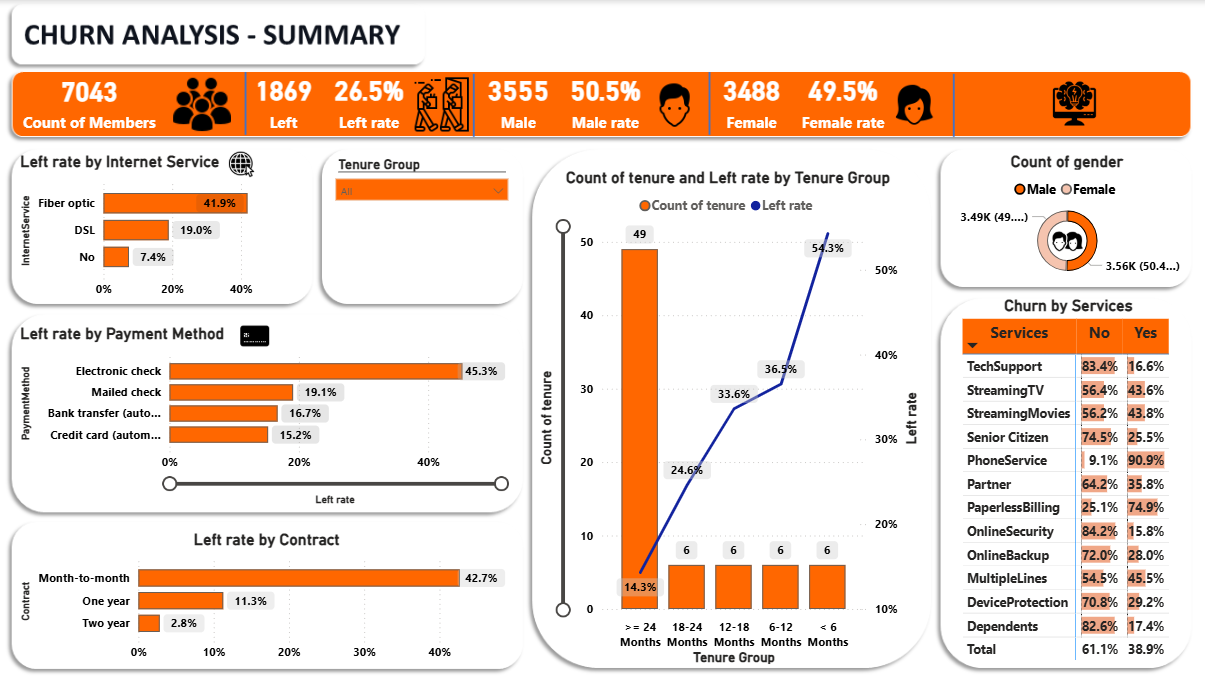 CHURN ANALYSIS - SUMMARY
7043
Count of Members
1869
Left
26.5%
Left rate
3555
Male
50.5%
Male rate
3488
Female
49.5%
Female rate
Left rate by Internet Service
InternetService
Fiber optic 41.9%
DSL 19.0%
No 7.4%
0% 20% 40%
Tenure Group
All
Left rate by Payment Method
PaymentMethod
Electronic check 45.3%
Mailed check 19.1%
Bank transfer (auto... 16.7%
Credit card (autom... 15.2%
0% 20% 40%
Left rate
Left rate by Contract
Contract
Month-to-month 42.7%
One year 11.3%
Two year 2.8%
0% 10% 20% 30% 40%
Count of tenure and Left rate by Tenure Group
Count of tenure Left rate
Count of tenure
50
40
30
20
10
0
49
6 6 6 6
14.3%
24.6%
33.6%
36.5%
54.3%
50%
40%
30%
20%
10%
Left rate
>= 24 Months
18-24 Months
12-18 Months
6-12 Months
< 6 Months
Tenure Group
Count of gender
Male Female
3.49K (49....)
3.56K (50.4...)
Churn by Services
Services No Yes
TechSupport 83.4% 16.6%
StreamingTV 56.4% 43.6%
StreamingMovies 56.2% 43.8%
Senior Citizen 74.5% 25.5%
PhoneService 9.1% 90.9%
Partner 64.2% 35.8%
PaperlessBilling 25.1% 74.9%
OnlineSecurity 84.2% 15.8%
OnlineBackup 72.0% 28.0%
MultipleLines 54.5% 45.5%
DeviceProtection 70.8% 29.2%
Dependents 82.6% 17.4%
Total 61.1% 38.9%